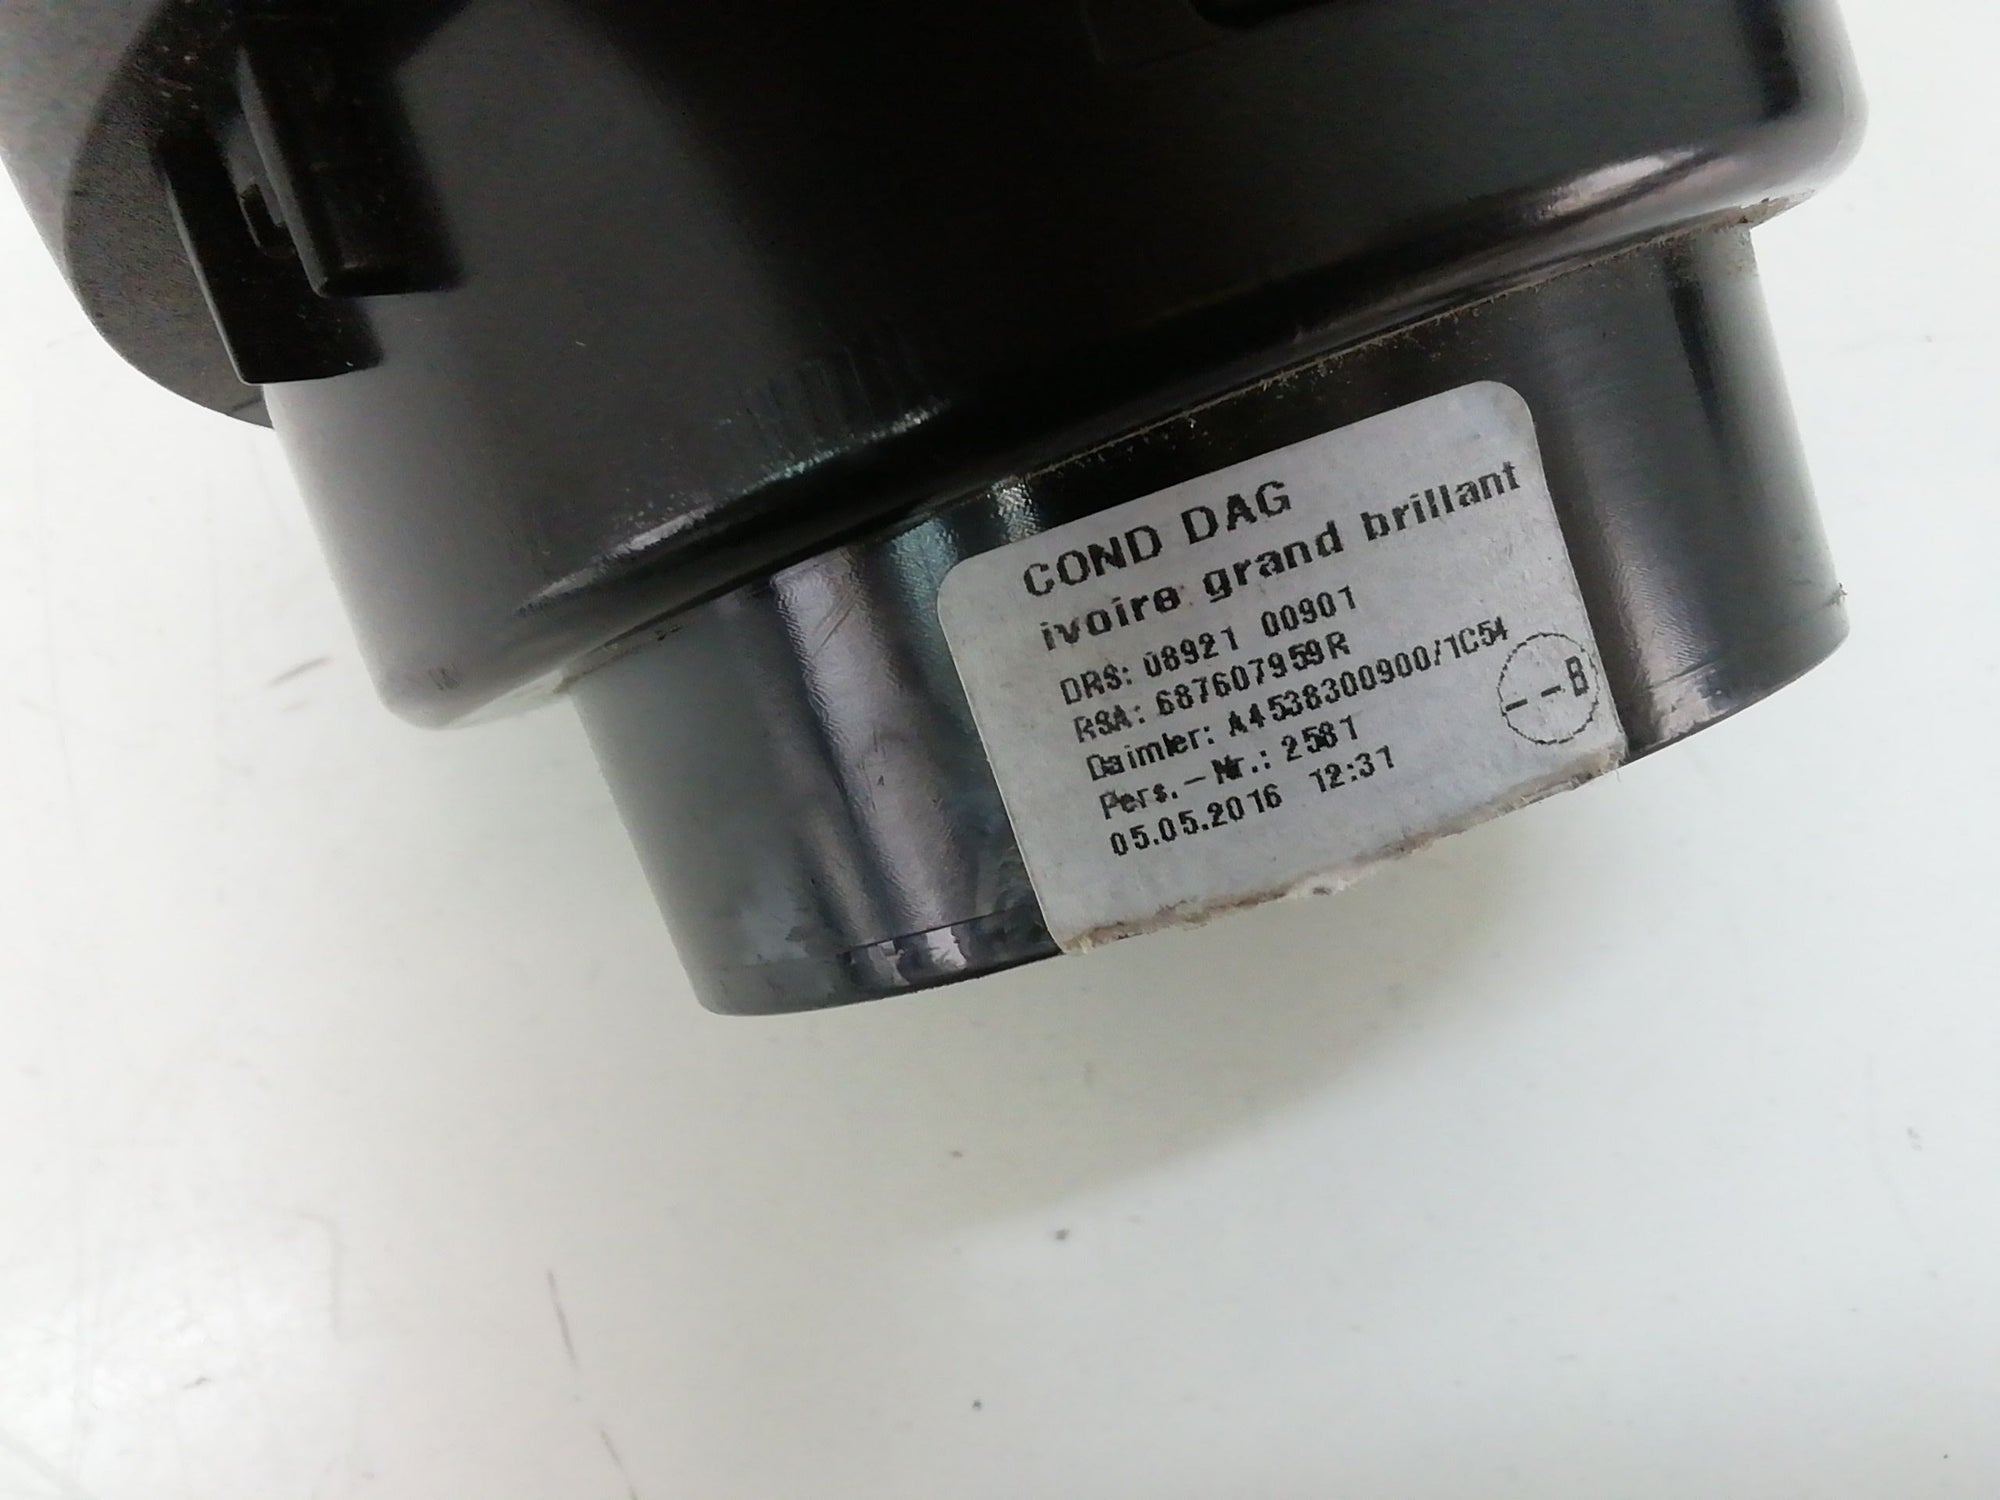 COND DAG
ivoire grand brillant
DRS: 08921 00901
RSA: 687607959R
Daimler: A4538300900/1C54
Pers.-Nr.: 2581
--B
05.05.2016 12:31